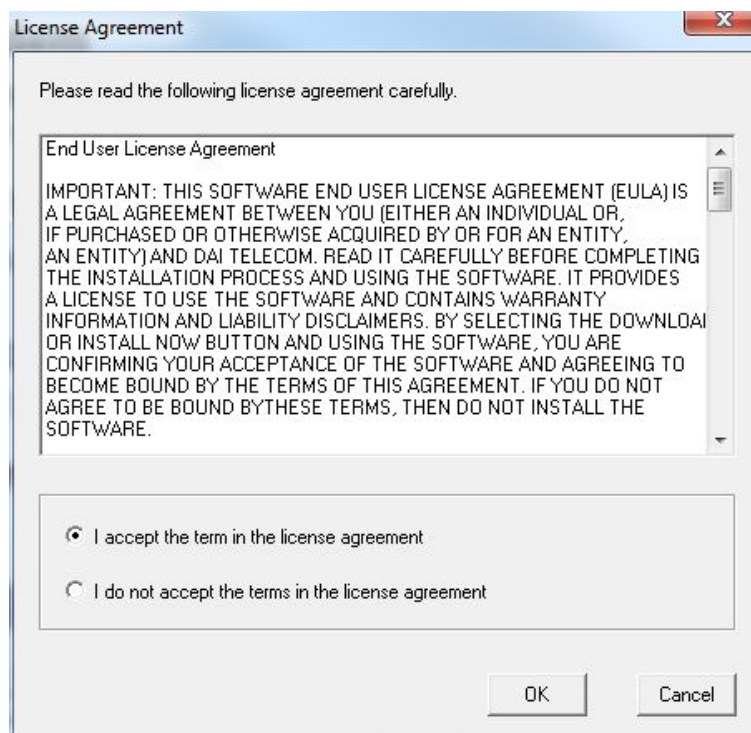 License Agreement
Please read the following license agreement carefully.
End User License Agreement
IMPORTANT: THIS SOFTWARE END USER LICENSE AGREEMENT (EULA) IS
A LEGAL AGREEMENT BETWEEN YOU (EITHER AN INDIVIDUAL OR,
IF PURCHASED OR OTHERWISE ACQUIRED BY OR FOR AN ENTITY,
AN ENTITY) AND DAI TELECOM. READ IT CAREFULLY BEFORE COMPLETING
THE INSTALLATION PROCESS AND USING THE SOFTWARE. IT PROVIDES
A LICENSE TO USE THE SOFTWARE AND CONTAINS WARRANTY
INFORMATION AND LIABILITY DISCLAIMERS. BY SELECTING THE DOWNLOA
OR INSTALL NOW BUTTON AND USING THE SOFTWARE, YOU ARE
CONFIRMING YOUR ACCEPTANCE OF THE SOFTWARE AND AGREEING TO
BECOME BOUND BY THE TERMS OF THIS AGREEMENT. IF YOU DO NOT
AGREE TO BE BOUND BYTHESE TERMS, THEN DO NOT INSTALL THE
SOFTWARE.
I accept the term in the license agreement
I do not accept the terms in the license agreement
OK Cancel